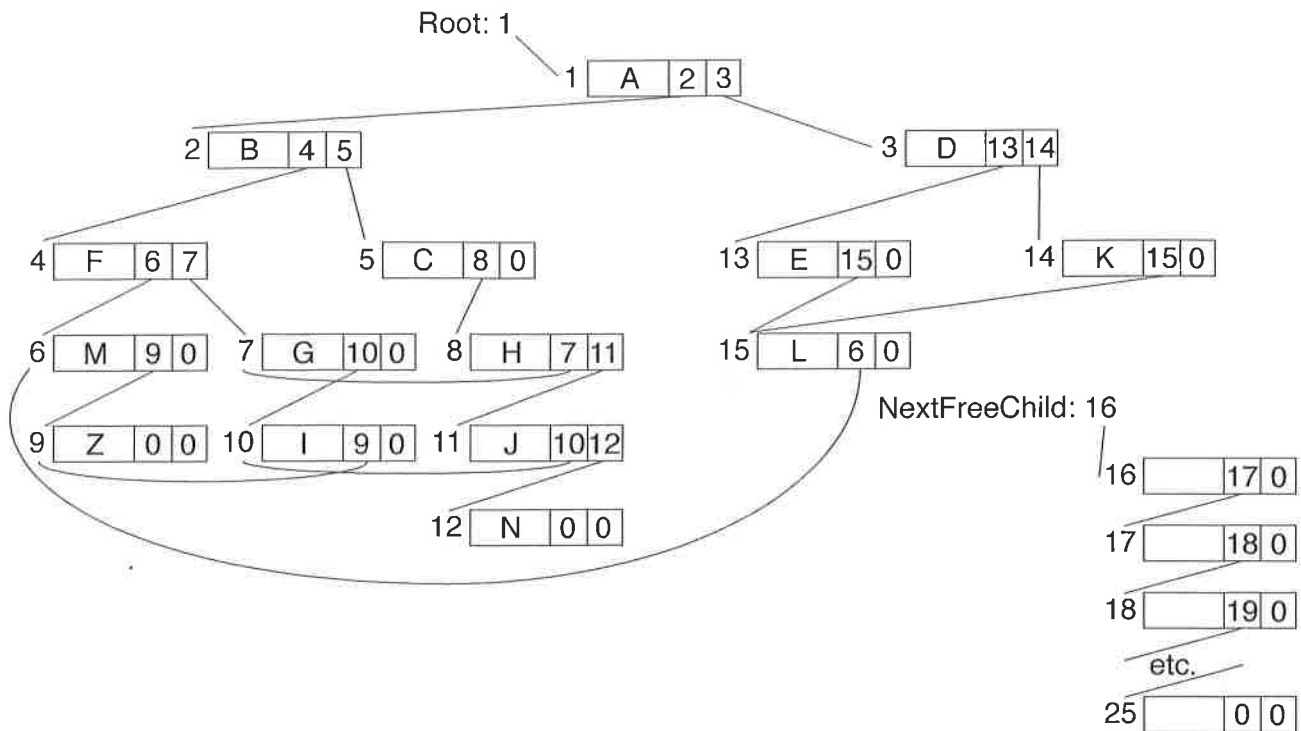 Root: 1
1 A 2 3
2 B 4 5
3 D 13 14
4 F 6 7
5 C 8 0
13 E 15 0
14 K 15 0
6 M 9 0
7 G 10 0
8 H 7 11
15 L 6 0
NextFreeChild: 16
9 Z 0 0
10 I 9 0
11 J 10 12
16 17 0
12 N 0 0
17 18 0
18 19 0
etc.
25 0 0